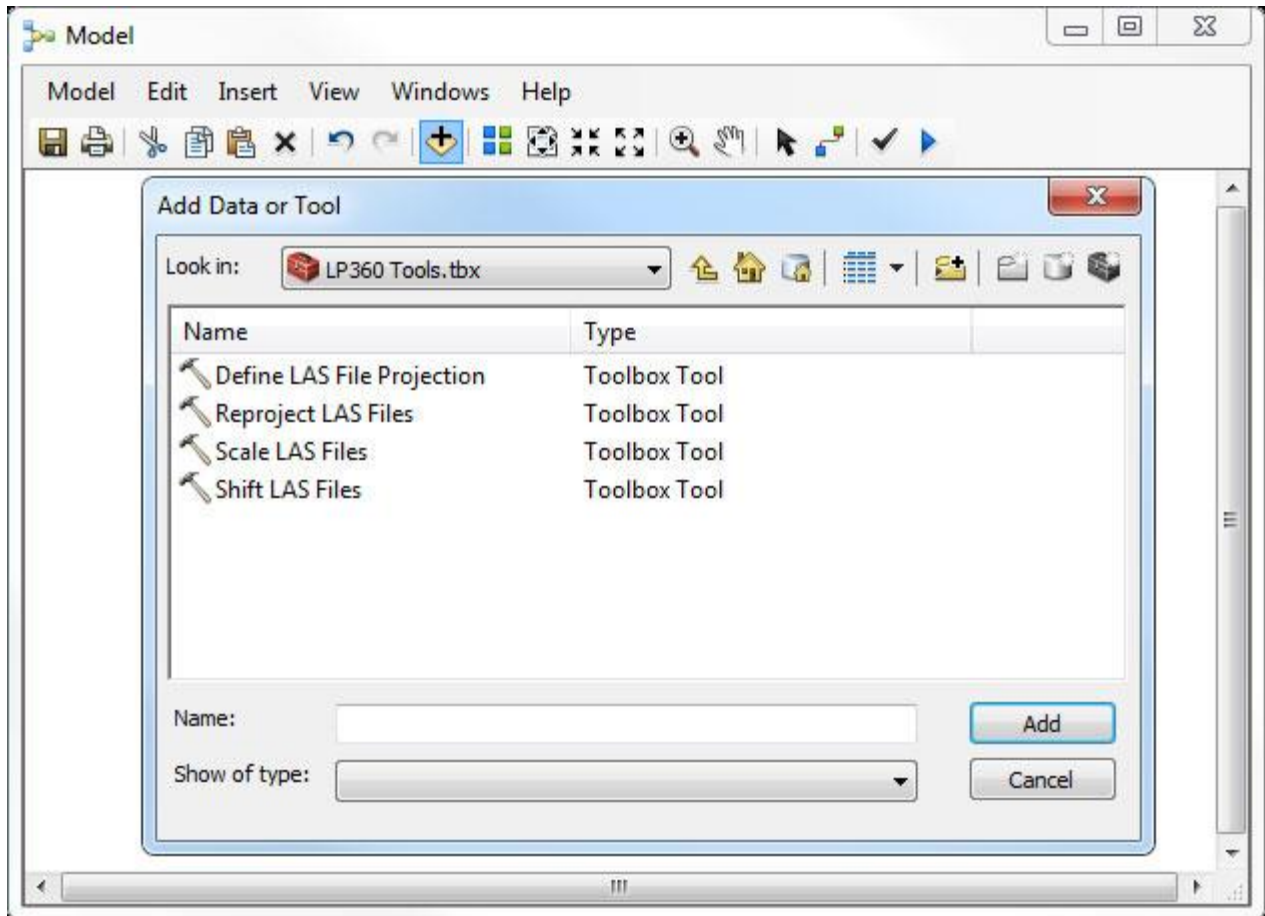 Model
Model Edit Insert View Windows Help
Add Data or Tool
Look in: LP360 Tools.tbx
Name Type
Define LAS File Projection Toolbox Tool
Reproject LAS Files Toolbox Tool
Scale LAS Files Toolbox Tool
Shift LAS Files Toolbox Tool
Name: Add
Show of type: Cancel